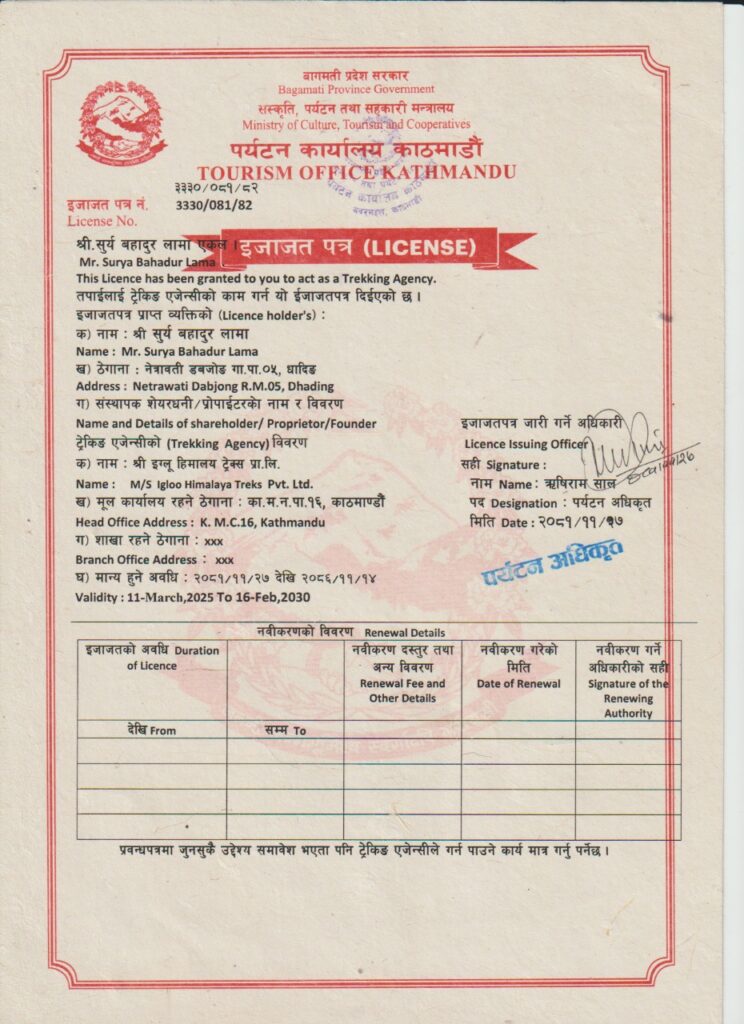 बागमती प्रदेश सरकार
Bagamati Province Government
संस्कृति, पर्यटन तथा सहकारी मन्त्रालय
Ministry of Culture, Tourism and Cooperatives
पर्यटन कार्यालय काठमाडौं
TOURISM OFFICE KATHMANDU
३३३०/०८१/८२
इजाजत पत्र नं. 3330/081/82
License No.
श्री.सुर्य बहादुर लामा एकल ।
इजाजत पत्र (LICENSE)
Mr. Surya Bahadur Lama
This Licence has been granted to you to act as a Trekking Agency.
तपाईलाई ट्रेकिङ एजेन्सीको काम गर्न यो ईजाजतपत्र दिईएको छ ।
इजाजतपत्र प्राप्त व्यक्तिको (Licence holder's) :
क) नाम : श्री सुर्य बहादुर लामा
Name : Mr. Surya Bahadur Lama
ख) ठेगाना : नेत्रावती डबजोङ गा.पा.०५, धादिङ
Address : Netrawati Dabjong R.M.05, Dhading
ग) संस्थापक शेयरधनी/प्रोपाईटरको नाम र विवरण
Name and Details of shareholder/ Proprietor/Founder
ट्रेकिङ एजेन्सीको (Trekking Agency) विवरण
क) नाम : श्री इग्लू हिमालय ट्रेक्स प्रा.लि.
Name : M/S Igloo Himalaya Treks Pvt. Ltd.
ख) मूल कार्यालय रहने ठेगाना : का.म.न.पा.१६, काठमाण्डौं
Head Office Address : K. M.C.16, Kathmandu
ग) शाखा रहने ठेगाना : xxx
Branch Office Address : xxx
घ) मान्य हुने अवधि : २०८१/११/२७ देखि २०८६/११/१४
Validity : 11-March,2025 To 16-Feb,2030
इजाजतपत्र जारी गर्ने अधिकारी
Licence Issuing Officer
सही Signature :
नाम Name: ऋषिराम साल
पद Designation : पर्यटन अधिकृत
मिति Date : २०८१/११/२७
पर्यटन अधिकृत
नवीकरणको विवरण Renewal Details
इजाजतको अवधि Duration of Licence
नवीकरण दस्तुर तथा अन्य विवरण Renewal Fee and Other Details
नवीकरण गरेको मिति Date of Renewal
नवीकरण गर्ने अधिकारीको सही Signature of the Renewing Authority
देखि From
सम्म To
प्रवन्धपत्रमा जुनसुकै उद्देश्य समावेश भएता पनि ट्रेकिङ एजेन्सीले गर्न पाउने कार्य मात्र गर्नु पर्नेछ ।